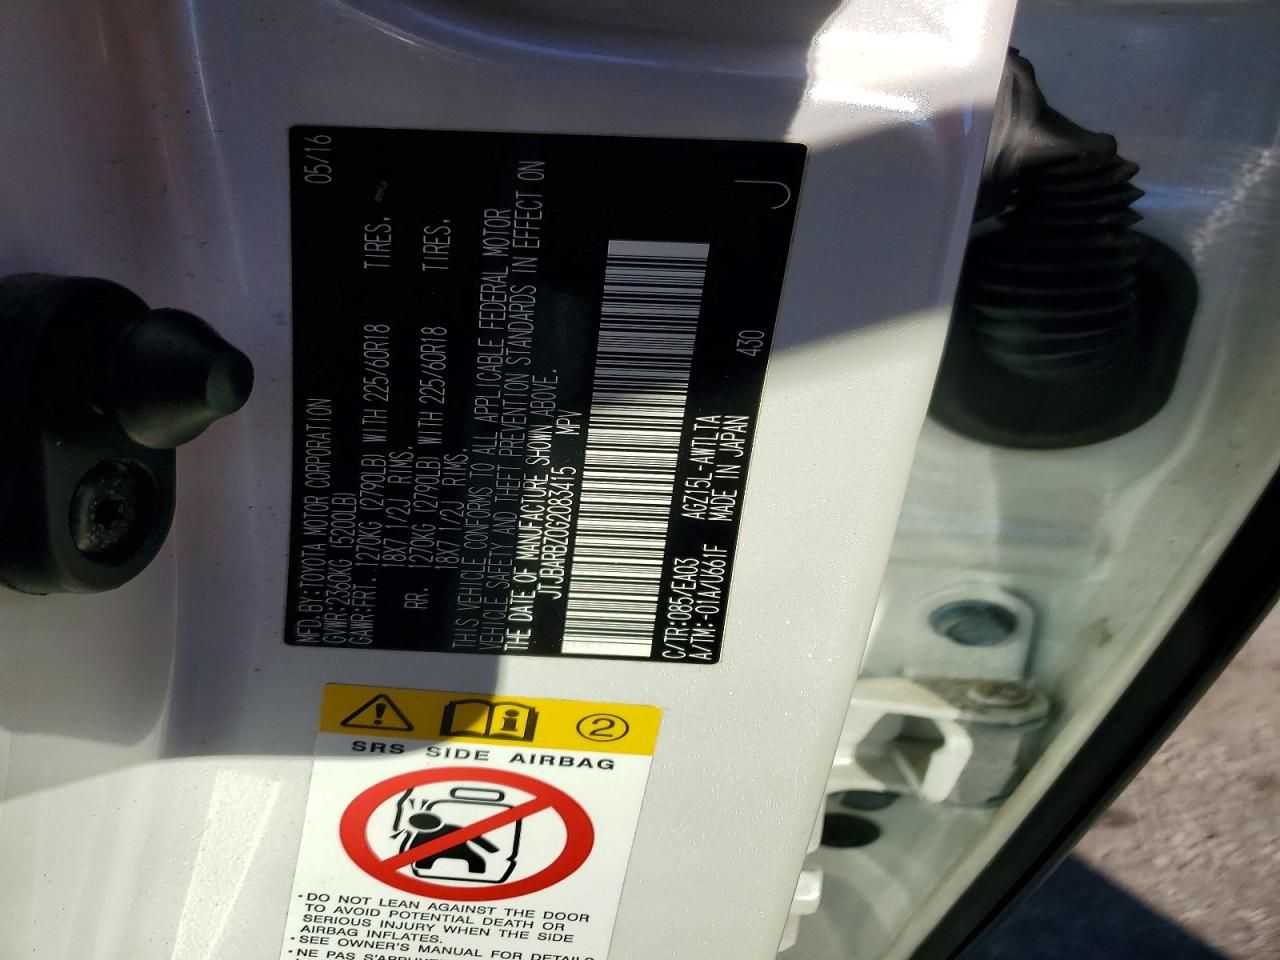 MFD.BY:TOYOTA MOTOR CORPORATION 05/16
GVWR:2360KG (5200LB)
GAWR:FRT. 1270KG (2790LB) WITH 225/60R18 TIRES,
18X7 1/2J RIMS.
RR. 1270KG (2790LB) WITH 225/60R18 TIRES,
18X7 1/2J RIMS.
THIS VEHICLE CONFORMS TO ALL APPLICABLE FEDERAL MOTOR
VEHICLE SAFETY AND THEFT PREVENTION STANDARDS IN EFFECT ON
THE DATE OF MANUFACTURE SHOWN ABOVE.
JTJBARBZ0G2083415 MPV
C/TR:085/EA03 AGZ15L-AWTLTA 430 J
A/TM:-01A/U661F MADE IN JAPAN
2
SRS SIDE AIRBAG
•DO NOT LEAN AGAINST THE DOOR
TO AVOID POTENTIAL DEATH OR
SERIOUS INJURY WHEN THE SIDE
AIRBAG INFLATES.
•SEE OWNER'S MANUAL FOR DETAILS
•NE PAS